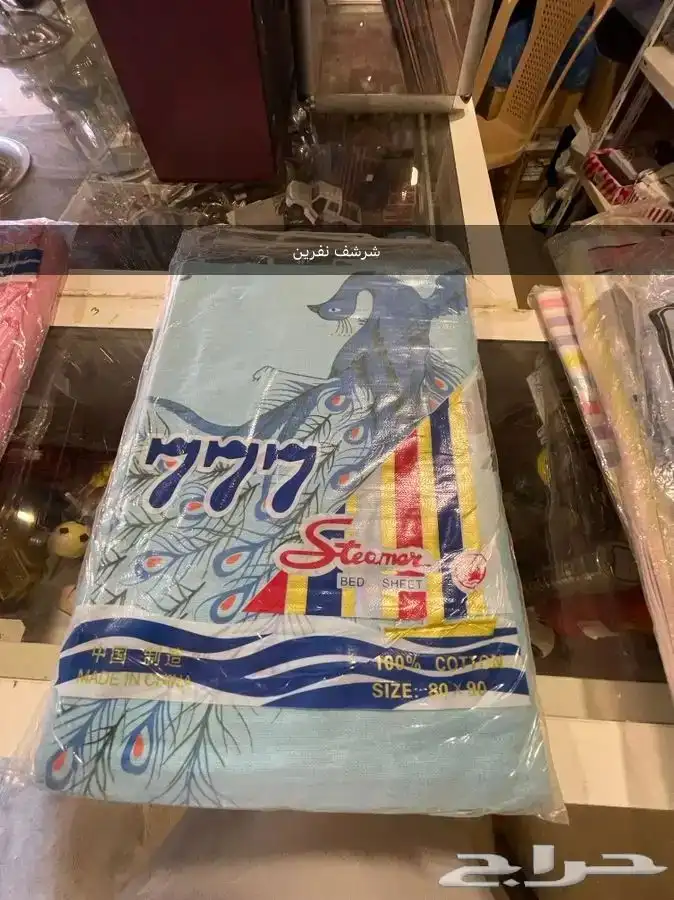 شرشف نفرين
777
Steamer
BED SHEET
中国 制造
MADE IN CHINA
100% COTTON
SIZE: 80 x 90
حراج